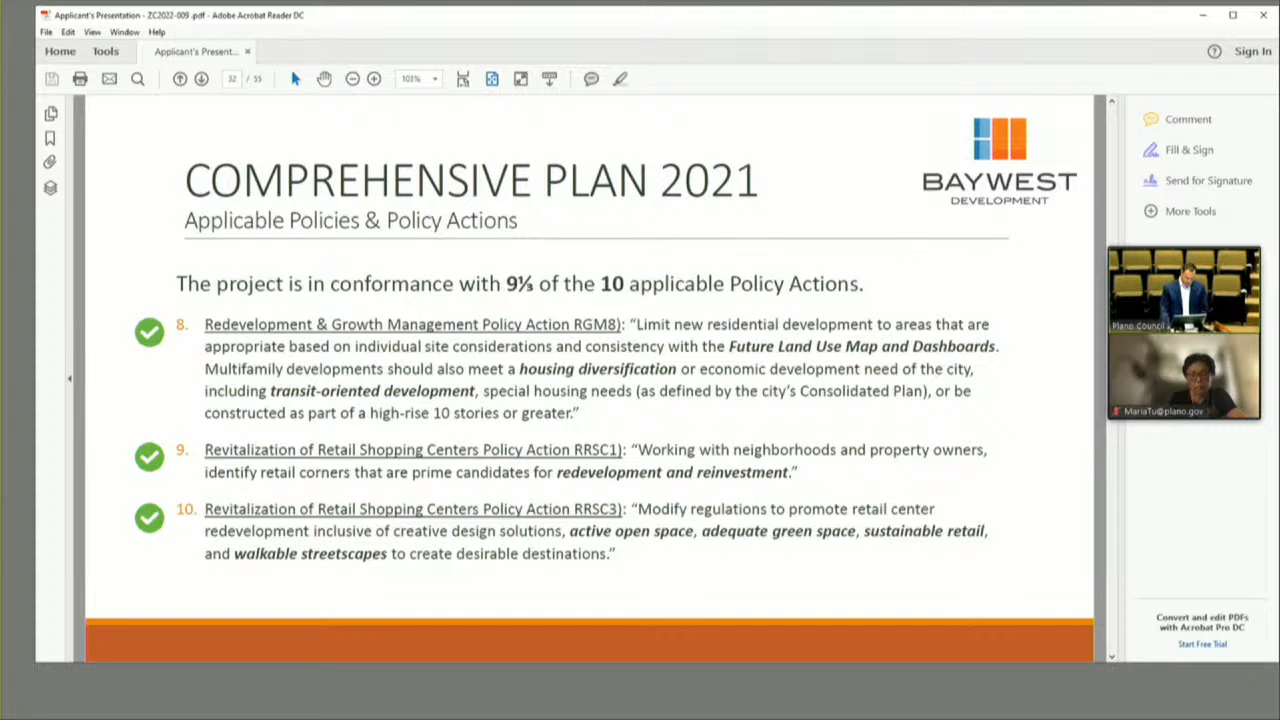 Applicant's Presentation - ZC2022-009 .pdf - Adobe Acrobat Reader DC
File Edit View Window Help
Home Tools Applicant's Present... × Sign In
32 / 55 103%
Comment
Fill & Sign
Send for Signature
More Tools
BAYWEST
DEVELOPMENT
COMPREHENSIVE PLAN 2021
Applicable Policies & Policy Actions
The project is in conformance with 9⅓ of the 10 applicable Policy Actions.
8. Redevelopment & Growth Management Policy Action RGM8): “Limit new residential development to areas that are
appropriate based on individual site considerations and consistency with the Future Land Use Map and Dashboards.
Multifamily developments should also meet a housing diversification or economic development need of the city,
including transit-oriented development, special housing needs (as defined by the city's Consolidated Plan), or be
constructed as part of a high-rise 10 stories or greater.”
9. Revitalization of Retail Shopping Centers Policy Action RRSC1): “Working with neighborhoods and property owners,
identify retail corners that are prime candidates for redevelopment and reinvestment.”
10. Revitalization of Retail Shopping Centers Policy Action RRSC3): “Modify regulations to promote retail center
redevelopment inclusive of creative design solutions, active open space, adequate green space, sustainable retail,
and walkable streetscapes to create desirable destinations.”
Plano Council
MariaTu@plano.gov
Convert and edit PDFs
with Acrobat Pro DC
Start Free Trial